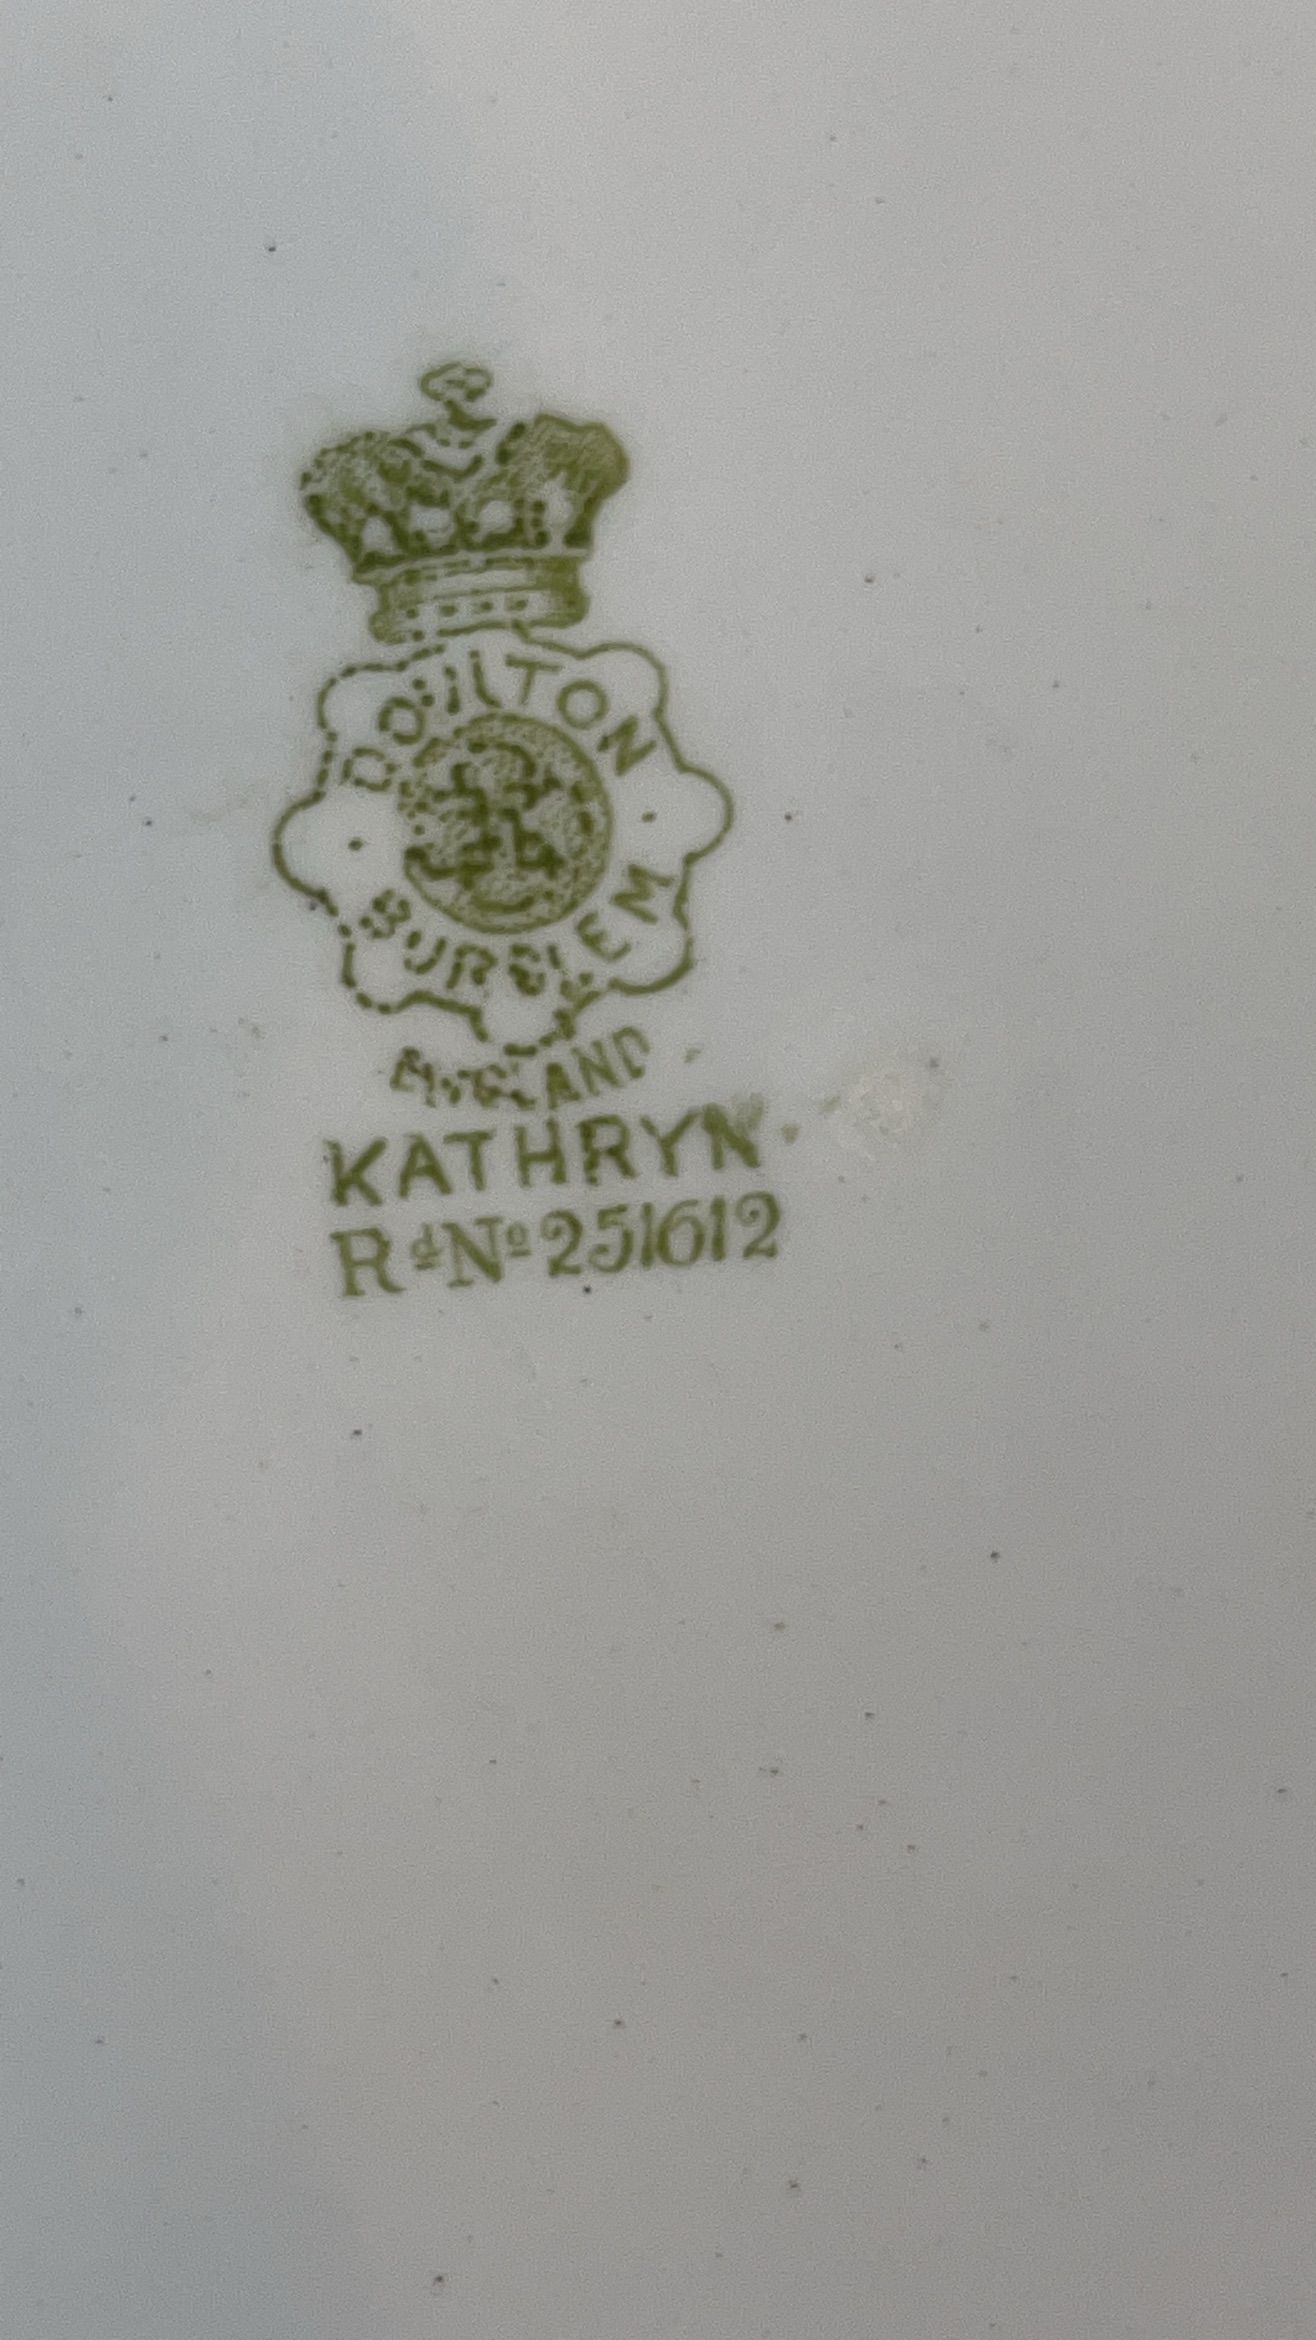 DOULTON
BURSLEM
ENGLAND
KATHRYN
Rd No 251612